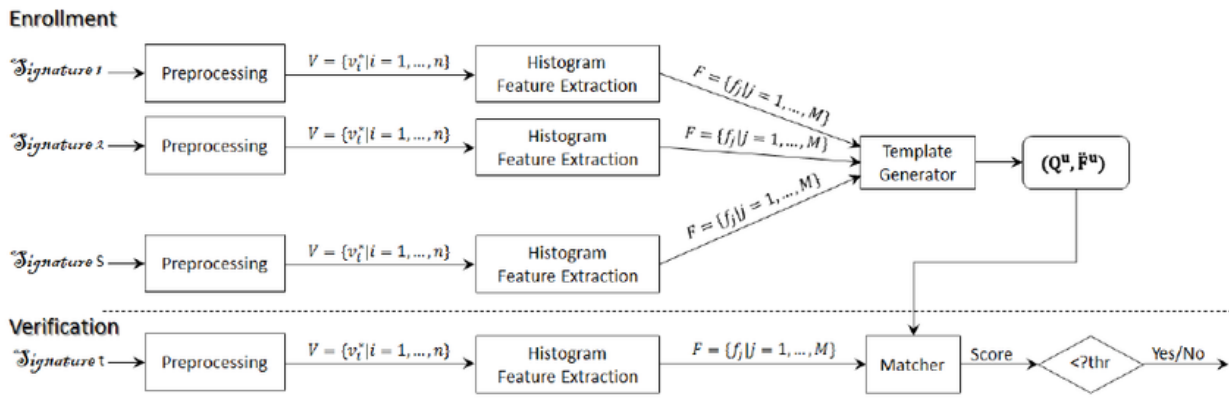 Enrollment
Signature 1
Preprocessing
V = {v_i^*|i = 1, ..., n}
Histogram
Feature Extraction
F = {f_j|j = 1, ..., M}
Signature 2
Preprocessing
V = {v_i^*|i = 1, ..., n}
Histogram
Feature Extraction
F = {f_j|j = 1, ..., M}
Template
Generator
(Q^u, F̈^u)
Signature S
Preprocessing
V = {v_i^*|i = 1, ..., n}
Histogram
Feature Extraction
F = {f_j|j = 1, ..., M}
Verification
Signature t
Preprocessing
V = {v_i^*|i = 1, ..., n}
Histogram
Feature Extraction
F = {f_j|j = 1, ..., M}
Matcher
Score
<?thr
Yes/No